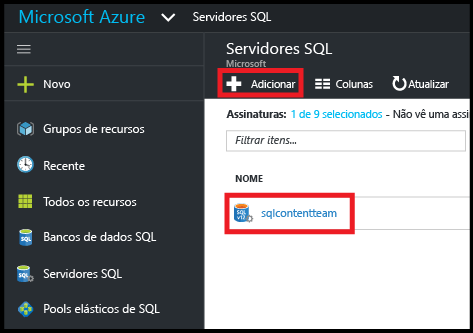 Microsoft Azure Servidores SQL
Novo
Grupos de recursos
Recente
Todos os recursos
Bancos de dados SQL
Servidores SQL
Pools elásticos de SQL
Servidores SQL
Microsoft
Adicionar Colunas Atualizar
Assinaturas: 1 de 9 selecionados - Não vê uma assi
Filtrar itens...
NOME
sqlcontentteam